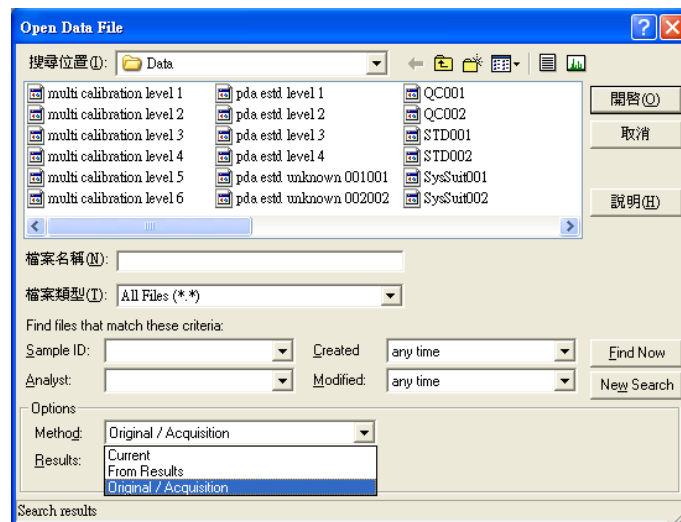 Open Data File
搜尋位置(I): Data
multi calibration level 1 pda estd level 1 QC001
multi calibration level 2 pda estd level 2 QC002
multi calibration level 3 pda estd level 3 STD001
multi calibration level 4 pda estd level 4 STD002
multi calibration level 5 pda estd unknown 001001 SysSuit001
multi calibration level 6 pda estd unknown 002002 SysSuit002
開啓(O)
取消
説明(H)
檔案名稱(N):
檔案類型(T): All Files (*.*)
Find files that match these criteria:
Sample ID: Created any time Find Now
Analyst: Modified: any time New Search
Options
Method: Original / Acquisition
Results: Current
From Results
Original / Acquisition
Search results